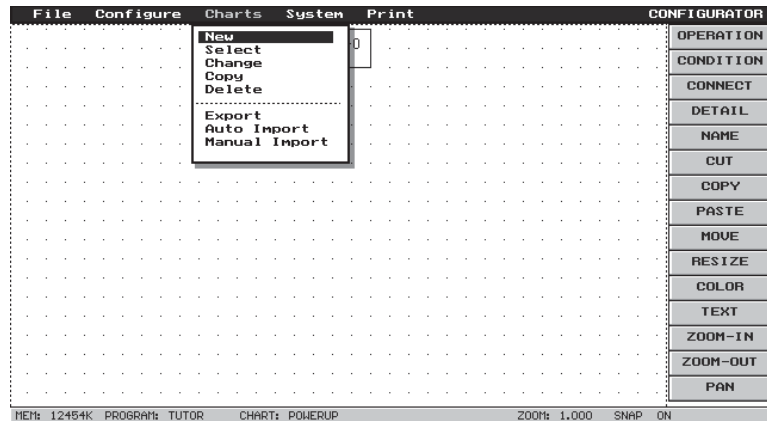 File Configure Charts System Print CONFIGURATOR
New
Select
Change
Copy
Delete
Export
Auto Import
Manual Import
0
OPERATION
CONDITION
CONNECT
DETAIL
NAME
CUT
COPY
PASTE
MOVE
RESIZE
COLOR
TEXT
ZOOM-IN
ZOOM-OUT
PAN
MEM: 12454K PROGRAM: TUTOR CHART: POWERUP ZOOM: 1.000 SNAP ON